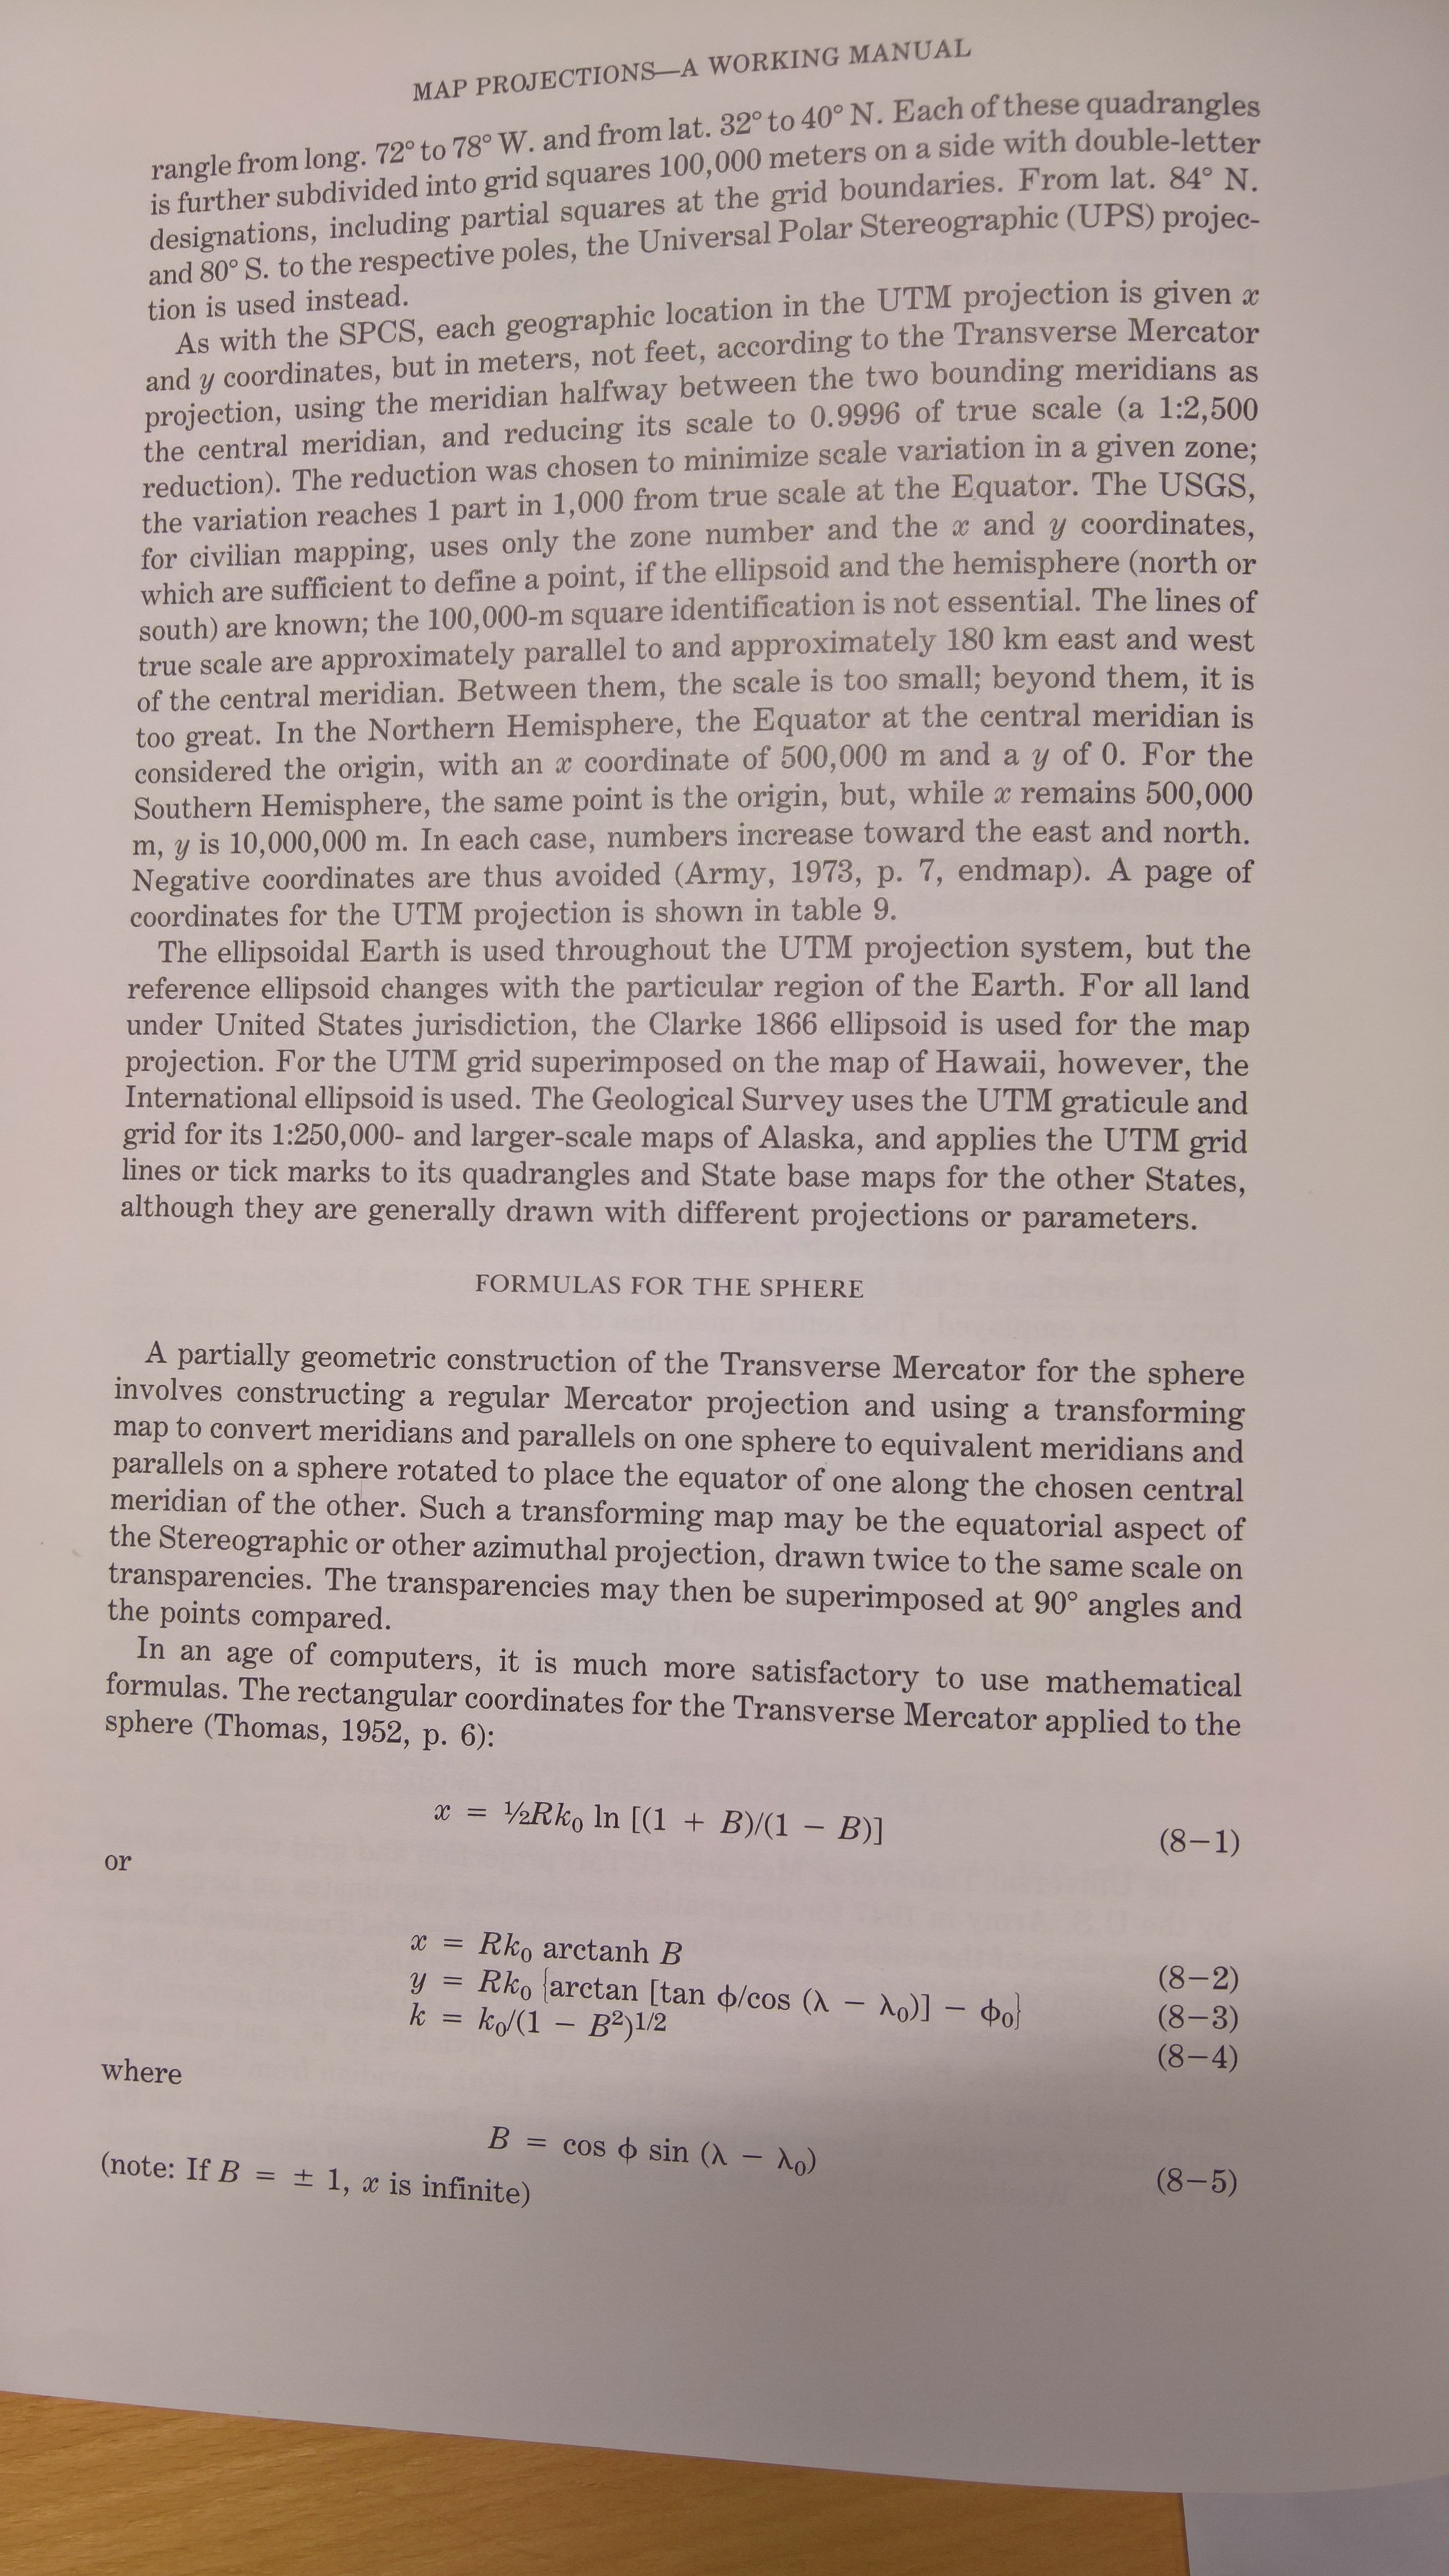 MAP PROJECTIONS—A WORKING MANUAL
rangle from long. 72° to 78° W. and from lat. 32° to 40° N. Each of these quadrangles
is further subdivided into grid squares 100,000 meters on a side with double-letter
designations, including partial squares at the grid boundaries. From lat. 84° N.
and 80° S. to the respective poles, the Universal Polar Stereographic (UPS) projec-
tion is used instead.
As with the SPCS, each geographic location in the UTM projection is given x
and y coordinates, but in meters, not feet, according to the Transverse Mercator
projection, using the meridian halfway between the two bounding meridians as
the central meridian, and reducing its scale to 0.9996 of true scale (a 1:2,500
reduction). The reduction was chosen to minimize scale variation in a given zone;
the variation reaches 1 part in 1,000 from true scale at the Equator. The USGS,
for civilian mapping, uses only the zone number and the x and y coordinates,
which are sufficient to define a point, if the ellipsoid and the hemisphere (north or
south) are known; the 100,000-m square identification is not essential. The lines of
true scale are approximately parallel to and approximately 180 km east and west
of the central meridian. Between them, the scale is too small; beyond them, it is
too great. In the Northern Hemisphere, the Equator at the central meridian is
considered the origin, with an x coordinate of 500,000 m and a y of 0. For the
Southern Hemisphere, the same point is the origin, but, while x remains 500,000
m, y is 10,000,000 m. In each case, numbers increase toward the east and north.
Negative coordinates are thus avoided (Army, 1973, p. 7, endmap). A page of
coordinates for the UTM projection is shown in table 9.
The ellipsoidal Earth is used throughout the UTM projection system, but the
reference ellipsoid changes with the particular region of the Earth. For all land
under United States jurisdiction, the Clarke 1866 ellipsoid is used for the map
projection. For the UTM grid superimposed on the map of Hawaii, however, the
International ellipsoid is used. The Geological Survey uses the UTM graticule and
grid for its 1:250,000- and larger-scale maps of Alaska, and applies the UTM grid
lines or tick marks to its quadrangles and State base maps for the other States,
although they are generally drawn with different projections or parameters.
FORMULAS FOR THE SPHERE
A partially geometric construction of the Transverse Mercator for the sphere
involves constructing a regular Mercator projection and using a transforming
map to convert meridians and parallels on one sphere to equivalent meridians and
parallels on a sphere rotated to place the equator of one along the chosen central
meridian of the other. Such a transforming map may be the equatorial aspect of
the Stereographic or other azimuthal projection, drawn twice to the same scale on
transparencies. The transparencies may then be superimposed at 90° angles and
the points compared.
In an age of computers, it is much more satisfactory to use mathematical
formulas. The rectangular coordinates for the Transverse Mercator applied to the
sphere (Thomas, 1952, p. 6):
x = ½Rk₀ ln [(1 + B)/(1 − B)] (8−1)
or
x = Rk₀ arctanh B (8−2)
y = Rk₀ {arctan [tan ϕ/cos (λ − λ₀)] − ϕ₀} (8−3)
k = k₀/(1 − B²)1/2 (8−4)
where
B = cos ϕ sin (λ − λ₀) (8−5)
(note: If B = ± 1, x is infinite)